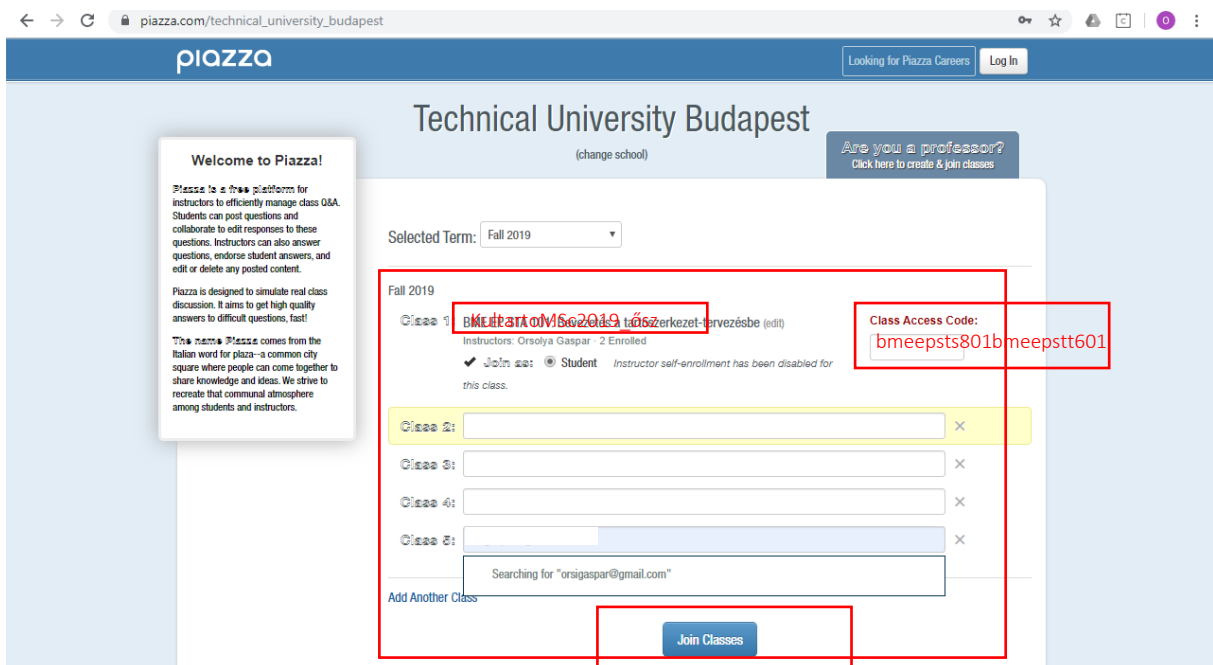 piazza.com/technical_university_budapest
piazza
Looking for Piazza Careers
Log In
Technical University Budapest
(change school)
Are you a professor?
Click here to create & join classes
Welcome to Piazza!
Piazza is a free platform for
instructors to efficiently manage class Q&A.
Students can post questions and
collaborate to edit responses to these
questions. Instructors can also answer
questions, endorse student answers, and
edit or delete any posted content.
Piazza is designed to simulate real class
discussion. It aims to get high quality
answers to difficult questions, fast!
The name Piazza comes from the
Italian word for plaza--a common city
square where people can come together to
share knowledge and ideas. We strive to
recreate that communal atmosphere
among students and instructors.
Selected Term: Fall 2019
Fall 2019
Class 1: BMEEPSTA101: Bevezetés a tartószerkezet-tervezésbe (edit)
KultartoMSc2019_ősz
Instructors: Orsolya Gaspar · 2 Enrolled
Join as: Student Instructor self-enrollment has been disabled for
this class.
Class Access Code:
bmeepsts801bmeepstt601
Class 2:
Class 3:
Class 4:
Class 5:
Searching for "orsigaspar@gmail.com"
Add Another Class
Join Classes